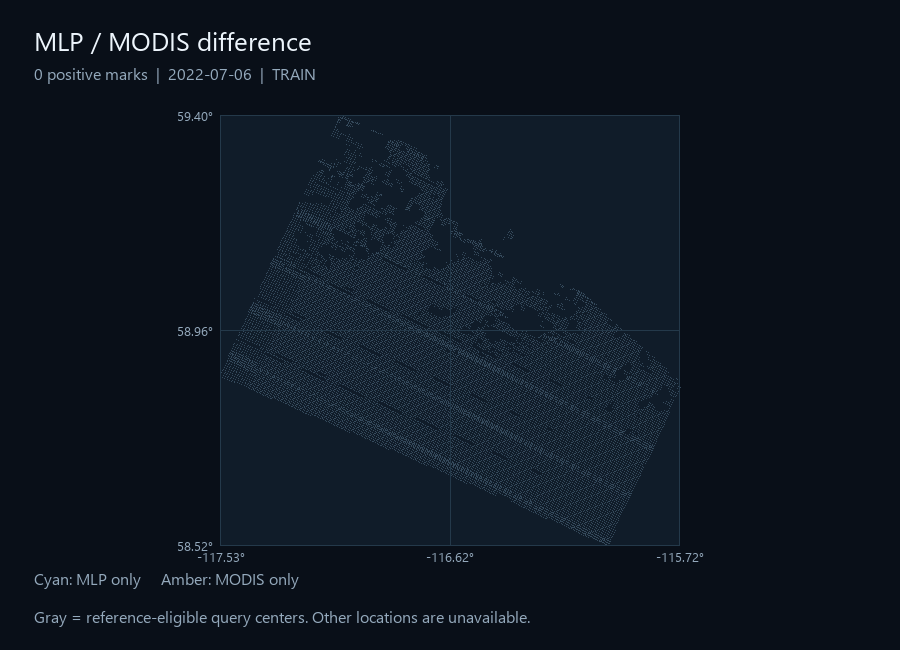 MLP / MODIS difference
0 positive marks | 2022-07-06 | TRAIN
59.40°
58.96°
58.52°
-117.53° -116.62° -115.72°
Cyan: MLP only Amber: MODIS only
Gray = reference-eligible query centers. Other locations are unavailable.